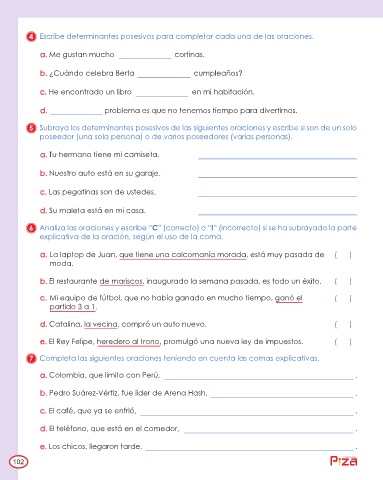 4 Escribe determinantes posesivos para completar cada una de las oraciones.
a. Me gustan mucho ____________ cortinas.
b. ¿Cuándo celebra Berta ____________ cumpleaños?
c. He encontrado un libro ____________ en mi habitación.
d. ____________ problema es que no tenemos tiempo para divertirnos.
5 Subraya los determinantes posesivos de las siguientes oraciones y escribe si son de un solo
poseedor (una sola persona) o de varios poseedores (varias personas).
a. Tu hermano tiene mi camiseta. ____________
b. Nuestro auto está en su garaje. ____________
c. Las pegatinas son de ustedes. ____________
d. Su maleta está en mi casa. ____________
6 Analiza las oraciones y escribe "C" (correcto) o "I" (incorrecto) si se ha subrayado la parte
explicativa de la oración, según el uso de la coma.
a. La laptop de Juan, que tiene una calcomanía morada, está muy pasada de ( )
moda.
b. El restaurante de mariscos, inaugurado la semana pasada, es todo un éxito. ( )
c. Mi equipo de fútbol, que no había ganado en mucho tiempo, ganó el ( )
partido 3 a 1.
d. Catalina, la vecina, compró un auto nuevo. ( )
e. El Rey Felipe, heredero al trono, promulgó una nueva ley de impuestos. ( )
7 Completa las siguientes oraciones teniendo en cuenta las comas explicativas.
a. Colombia, que limita con Perú, ____________.
b. Pedro Suárez-Vértiz, fue líder de Arena Hash, ____________.
c. El café, que ya se enfrió, ____________.
d. El teléfono, que está en el comedor, ____________.
e. Los chicos, llegaron tarde, ____________.
102